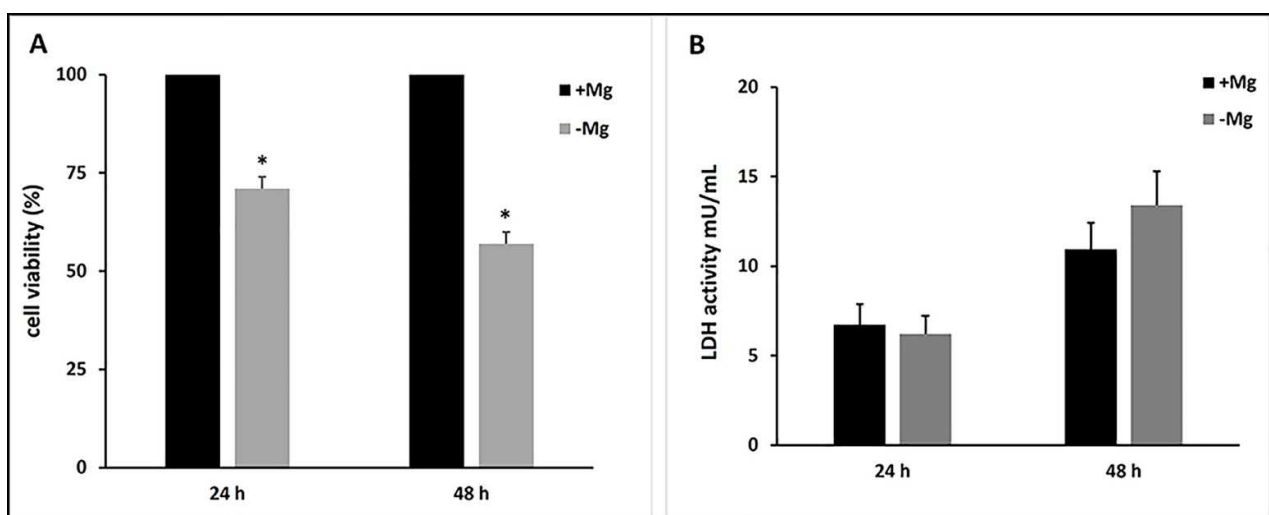 A
cell viability (%)
100
75
50
25
0
+Mg
-Mg
*
*
24 h
48 h
B
LDH activity mU/mL
20
15
10
5
0
+Mg
-Mg
24 h
48 h